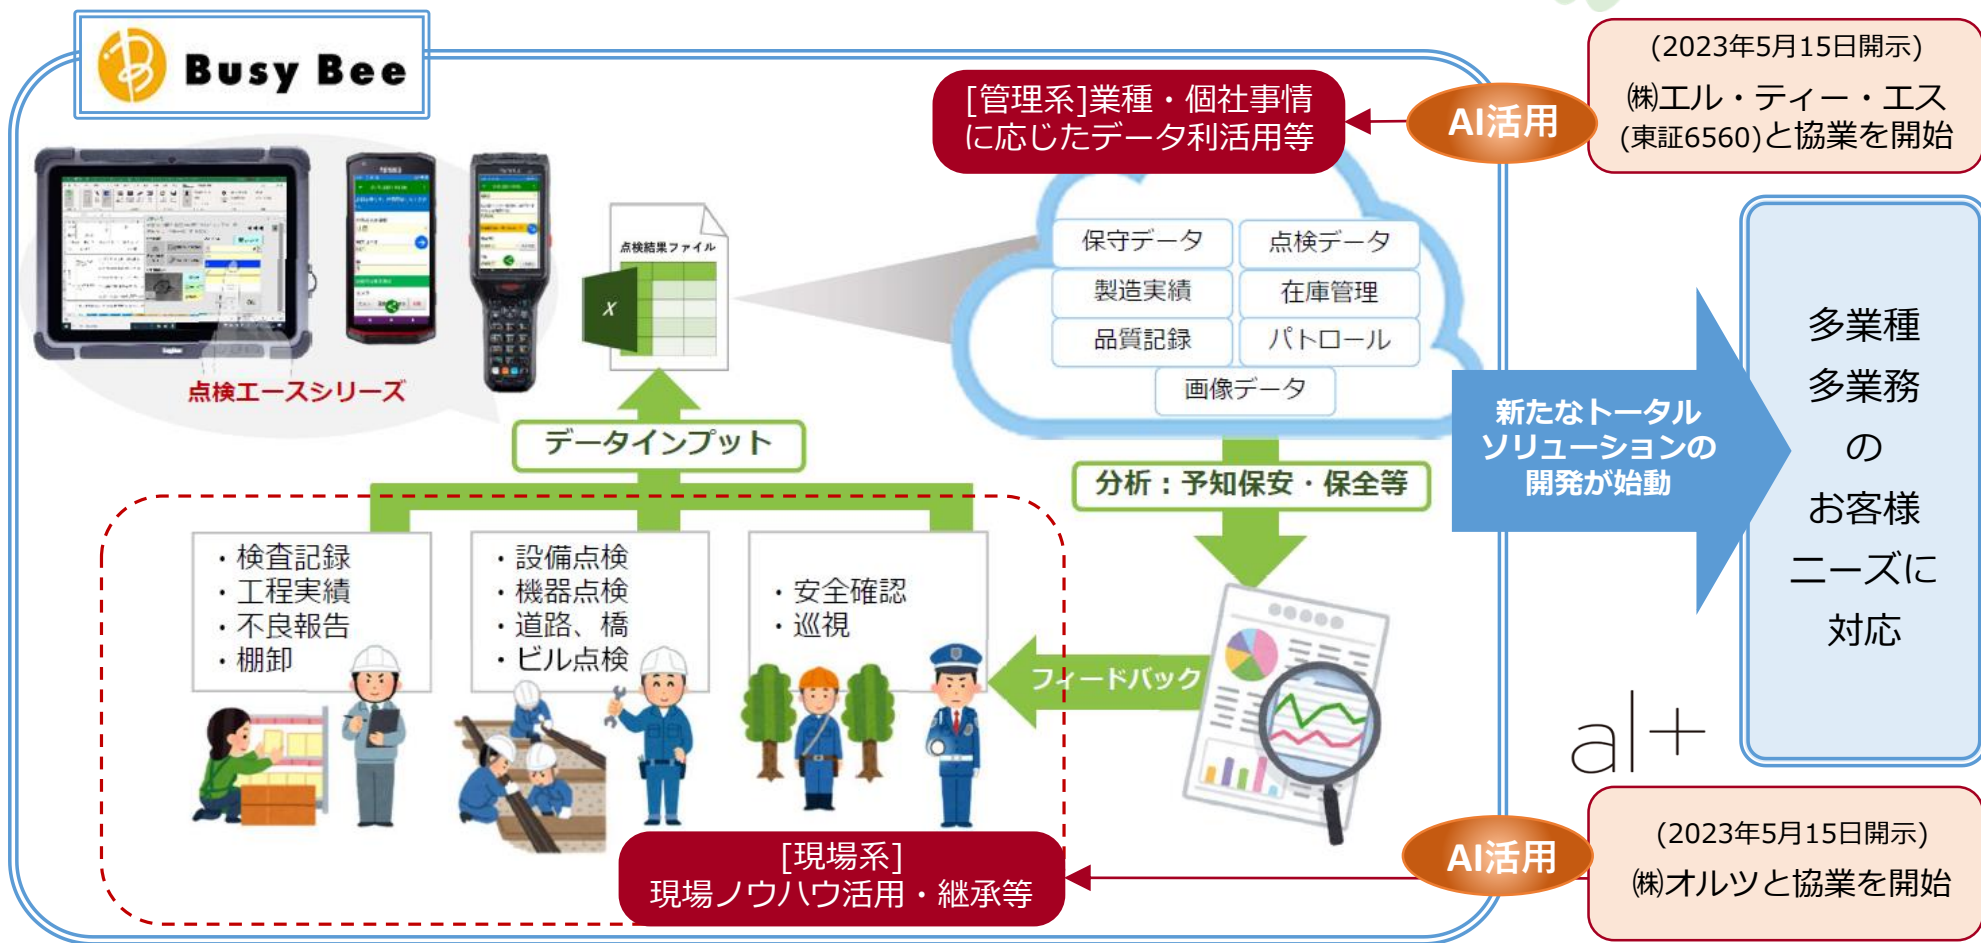 Busy Bee
(2023年5月15日開示)
㈱エル・ティー・エス
(東証6560)と協業を開始
AI活用
[管理系]業種・個社事情
に応じたデータ利活用等
点検結果ファイル
X
点検エースシリーズ
保守データ
点検データ
製造実績
在庫管理
品質記録
パトロール
画像データ
データインプット
分析：予知保安・保全等
新たなトータル
ソリューションの
開発が始動
多業種
多業務
の
お客様
ニーズに
対応
・検査記録
・工程実績
・不良報告
・棚卸
・設備点検
・機器点検
・道路、橋
・ビル点検
・安全確認
・巡視
フィードバック
al+
[現場系]
現場ノウハウ活用・継承等
AI活用
(2023年5月15日開示)
㈱オルツと協業を開始